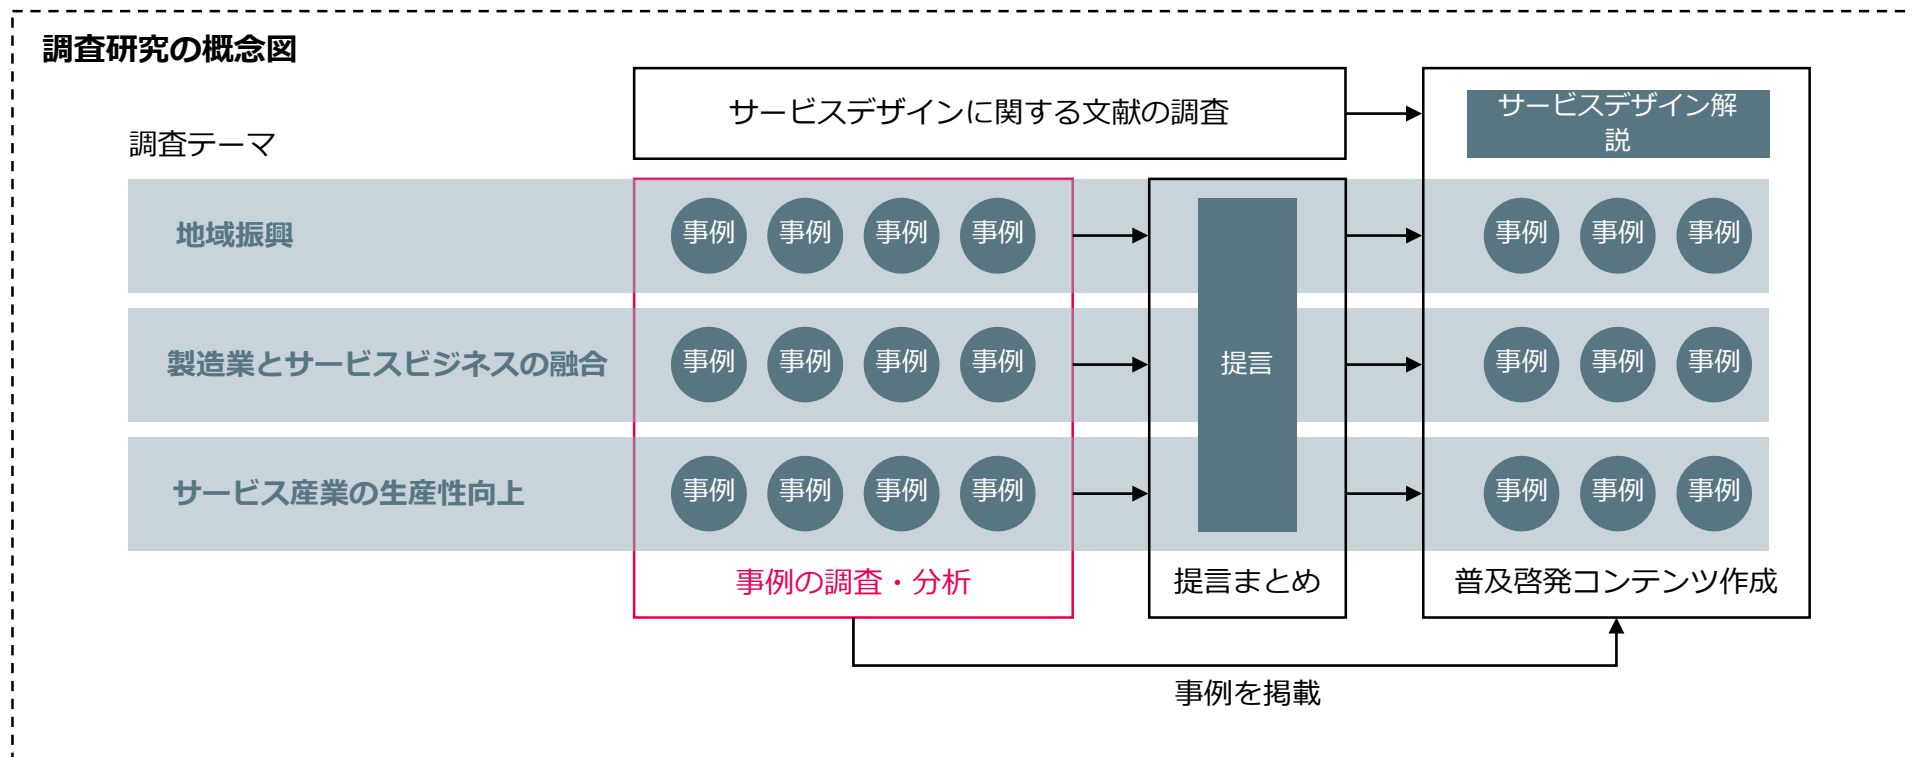 調査研究の概念図
サービスデザインに関する文献の調査
サービスデザイン解
説
調査テーマ
地域振興
事例 事例 事例 事例
事例 事例 事例
製造業とサービスビジネスの融合
事例 事例 事例 事例
提言
事例 事例 事例
サービス産業の生産性向上
事例 事例 事例 事例
事例 事例 事例
事例の調査・分析
提言まとめ
普及啓発コンテンツ作成
事例を掲載